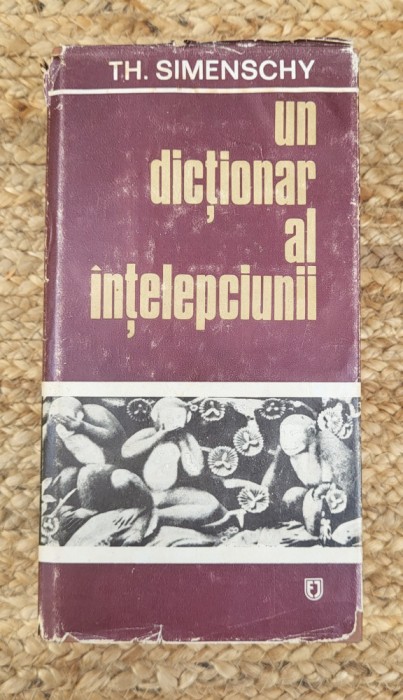 TH. SIMENSCHY
un
dicționar
al
înțelepciunii